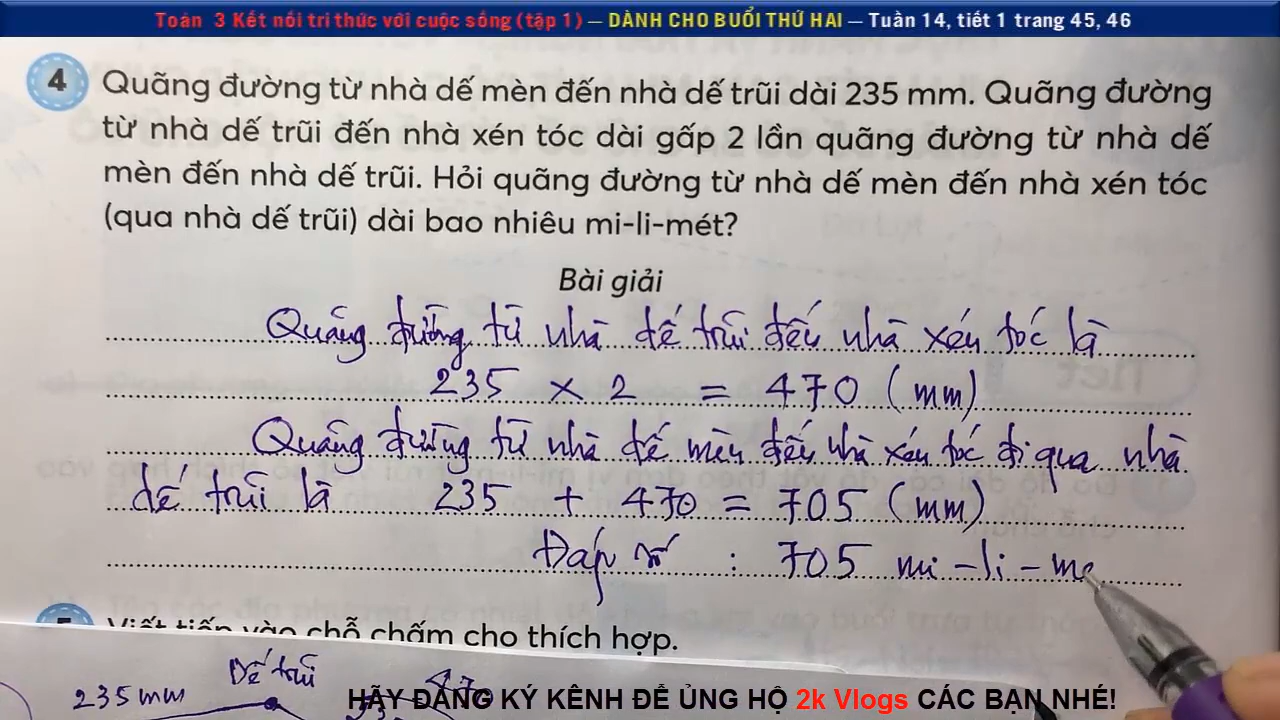 Toán 3 Kết nối tri thức với cuộc sống (tập 1) – DÀNH CHO BUỔI THỨ HAI – Tuần 14, tiết 1 trang 45, 46
4 Quãng đường từ nhà dế mèn đến nhà dế trũi dài 235 mm. Quãng đường
từ nhà dế trũi đến nhà xén tóc dài gấp 2 lần quãng đường từ nhà dế
mèn đến nhà dế trũi. Hỏi quãng đường từ nhà dế mèn đến nhà xén tóc
(qua nhà dế trũi) dài bao nhiêu mi-li-mét?
Bài giải
Quãng đường từ nhà dế trũi đến nhà xén tóc là
235 x 2 = 470 (mm)
Quãng đường từ nhà dế mèn đến nhà xén tóc đi qua nhà
dế trũi là 235 + 470 = 705 (mm)
Đáp số : 705 mi-li-me
Viết tiếp vào chỗ chấm cho thích hợp.
Dế trũi
235 mm
470
HÃY ĐĂNG KÝ KÊNH ĐỂ ỦNG HỘ 2k Vlogs CÁC BẠN NHÉ!